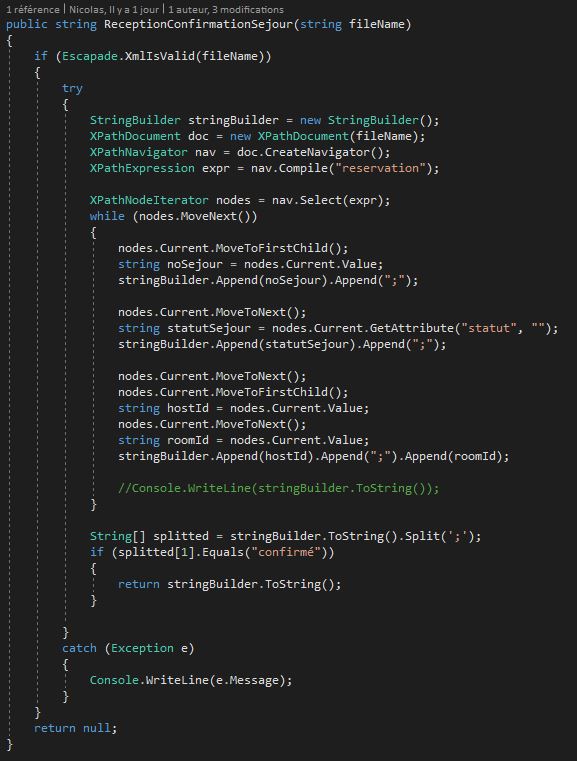 1 référence | Nicolas, Il y a 1 jour | 1 auteur, 3 modifications
public string ReceptionConfirmationSejour(string fileName)
{
    if (Escapade.XmlIsValid(fileName))
    {
        try
        {
            StringBuilder stringBuilder = new StringBuilder();
            XPathDocument doc = new XPathDocument(fileName);
            XPathNavigator nav = doc.CreateNavigator();
            XPathExpression expr = nav.Compile("reservation");

            XPathNodeIterator nodes = nav.Select(expr);
            while (nodes.MoveNext())
            {
                nodes.Current.MoveToFirstChild();
                string noSejour = nodes.Current.Value;
                stringBuilder.Append(noSejour).Append(";");

                nodes.Current.MoveToNext();
                string statutSejour = nodes.Current.GetAttribute("statut", "");
                stringBuilder.Append(statutSejour).Append(";");

                nodes.Current.MoveToNext();
                nodes.Current.MoveToFirstChild();
                string hostId = nodes.Current.Value;
                nodes.Current.MoveToNext();
                string roomId = nodes.Current.Value;
                stringBuilder.Append(hostId).Append(";").Append(roomId);

                //Console.WriteLine(stringBuilder.ToString());
            }

            String[] splitted = stringBuilder.ToString().Split(';');
            if (splitted[1].Equals("confirmé"))
            {
                return stringBuilder.ToString();
            }

        }
        catch (Exception e)
        {
            Console.WriteLine(e.Message);
        }
    }
    return null;
}